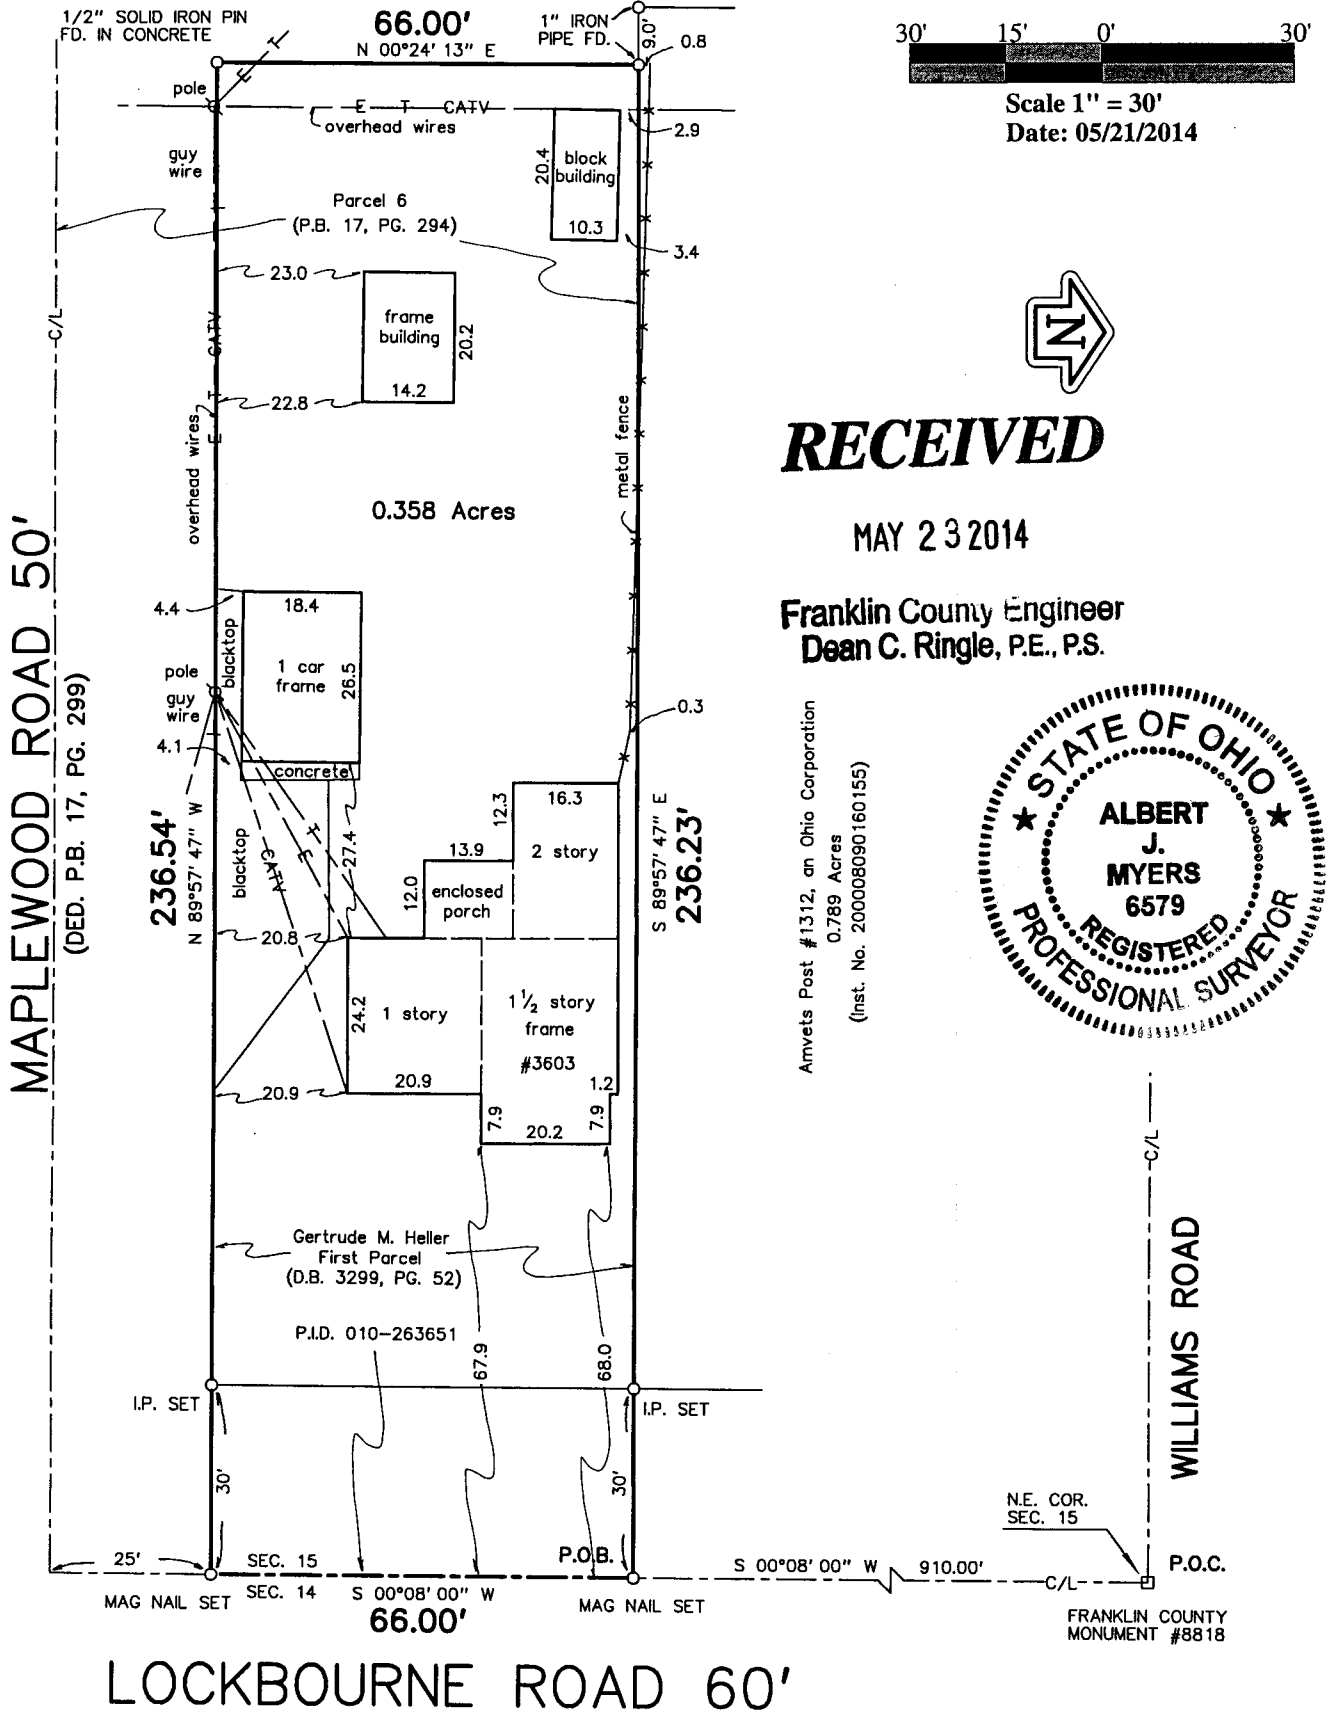 1/2" SOLID IRON PIN
FD. IN CONCRETE
66.00'
N 00°24' 13" E
1" IRON
PIPE FD.
9.0'
0.8
30' 15' 0' 30'
Scale 1" = 30'
Date: 05/21/2014
T
E
pole
E T CATV
overhead wires
2.9
guy
wire
20.4
block
building
10.3
Parcel 6
(P.B. 17, PG. 294)
3.4
23.0
C/L
CATV
frame
building
20.2
14.2
22.8
T
E
overhead wires
metal fence
N
RECEIVED
MAY 23 2014
Franklin County Engineer
Dean C. Ringle, P.E., P.S.
0.358 Acres
MAPLEWOOD ROAD 50'
(DED. P.B. 17, PG. 299)
4.4
18.4
blacktop
1 car
frame
26.5
pole
guy
wire
4.1
concrete
0.3
236.54'
N 89°57' 47" W
blacktop
CATV
T
E
27.4
12.3
16.3
2 story
13.9
12.0
enclosed
porch
20.8
S 89°57' 47" E
236.23'
Amvets Post #1312, an Ohio Corporation
0.789 Acres
(Inst. No. 200008090160155)
STATE OF OHIO
ALBERT
J.
MYERS
6579
REGISTERED
PROFESSIONAL SURVEYOR
24.2
1 story
1 1/2 story
frame
#3603
20.9
20.9
1.2
7.9
7.9
20.2
Gertrude M. Heller
First Parcel
(D.B. 3299, PG. 52)
P.I.D. 010-263651
67.9
68.0
C/L
WILLIAMS ROAD
I.P. SET
I.P. SET
30'
30'
N.E. COR.
SEC. 15
25'
SEC. 15
SEC. 14
P.O.B.
S 00°08' 00" W 910.00'
C/L
P.O.C.
MAG NAIL SET
S 00°08' 00" W
66.00'
MAG NAIL SET
FRANKLIN COUNTY
MONUMENT #8818
LOCKBOURNE ROAD 60'